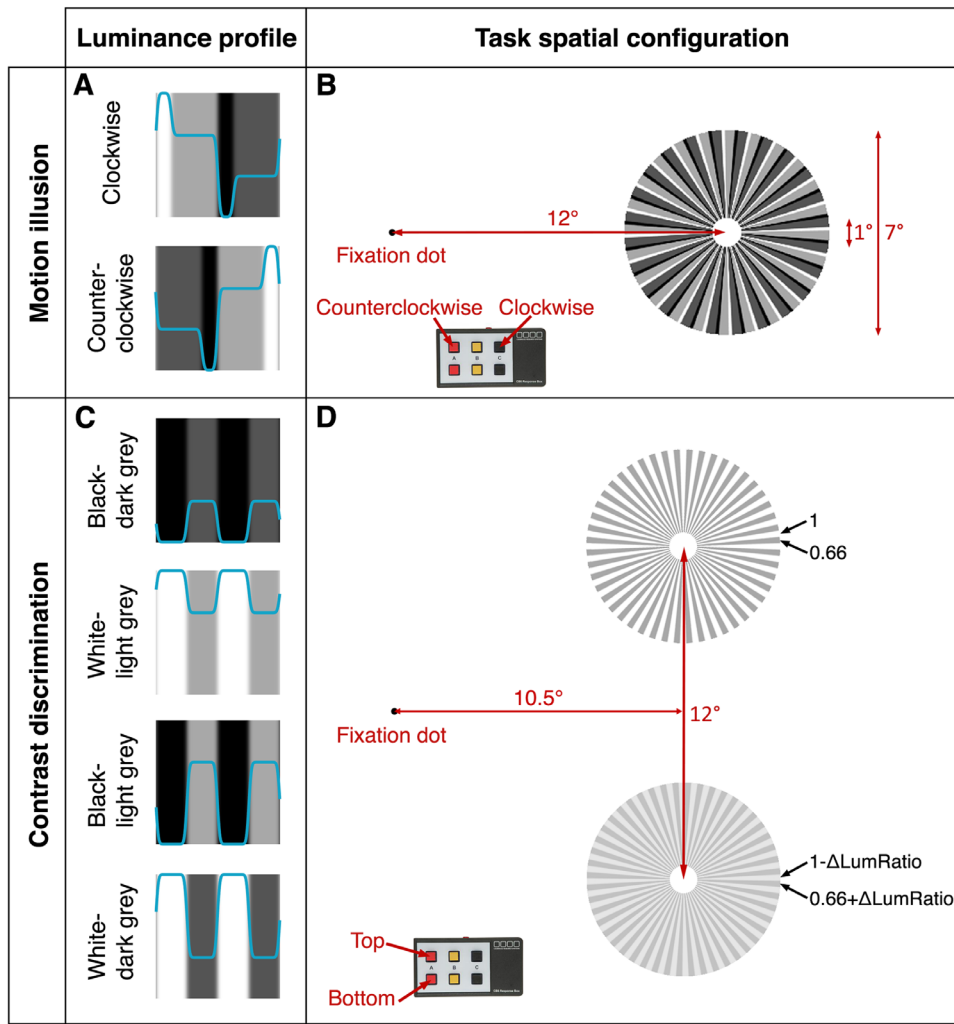 Luminance profile
Task spatial configuration
Motion illusion
A
Clockwise
Counter-
clockwise
B
12°
Fixation dot
1°
7°
Counterclockwise
Clockwise
A B C
Contrast discrimination
C
Black-
dark grey
White-
light grey
Black-
light grey
White-
dark grey
D
1
0.66
10.5°
12°
Fixation dot
1-ΔLumRatio
0.66+ΔLumRatio
Top
A B C
Bottom